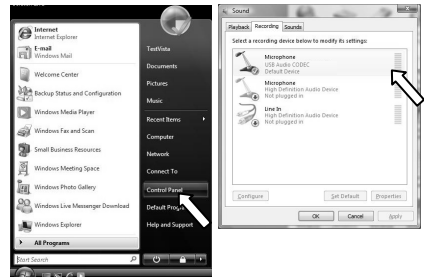 Internet
Internet Explorer
E-mail
Windows Mail
Welcome Center
Backup Status and Configuration
Windows Media Player
Windows Fax and Scan
Small Business Resources
Windows Meeting Space
Windows Photo Gallery
Windows Live Messenger Download
Windows Explorer
All Programs
Start Search
TestVista
Documents
Pictures
Music
Recent Items
Computer
Network
Connect To
Control Panel
Default Progr
Help and Support
Sound
Playback Recording Sounds
Select a recording device below to modify its settings:
Microphone
USB Audio CODEC
Default Device
Microphone
High Definition Audio Device
Not plugged in
Line In
High Definition Audio Device
Not plugged in
Configure Set Default Properties
OK Cancel Apply